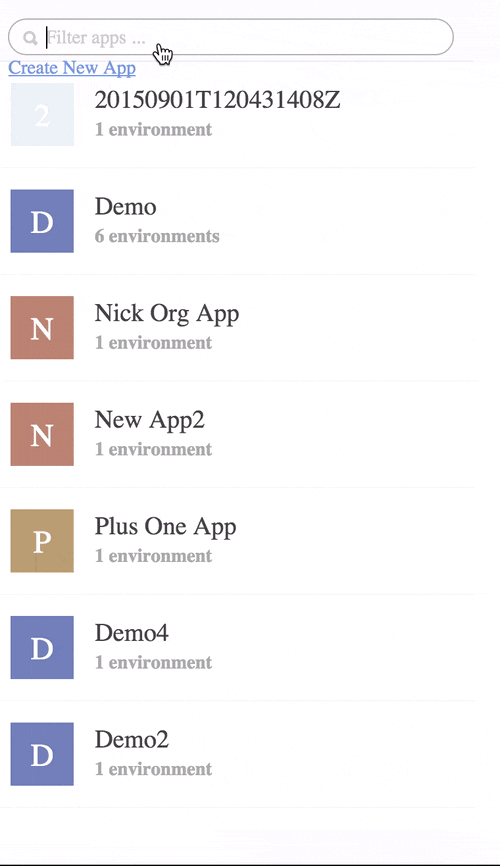 Filter apps ...
Create New App
2
20150901T120431408Z
1 environment
D
Demo
6 environments
N
Nick Org App
1 environment
N
New App2
1 environment
P
Plus One App
1 environment
D
Demo4
1 environment
D
Demo2
1 environment